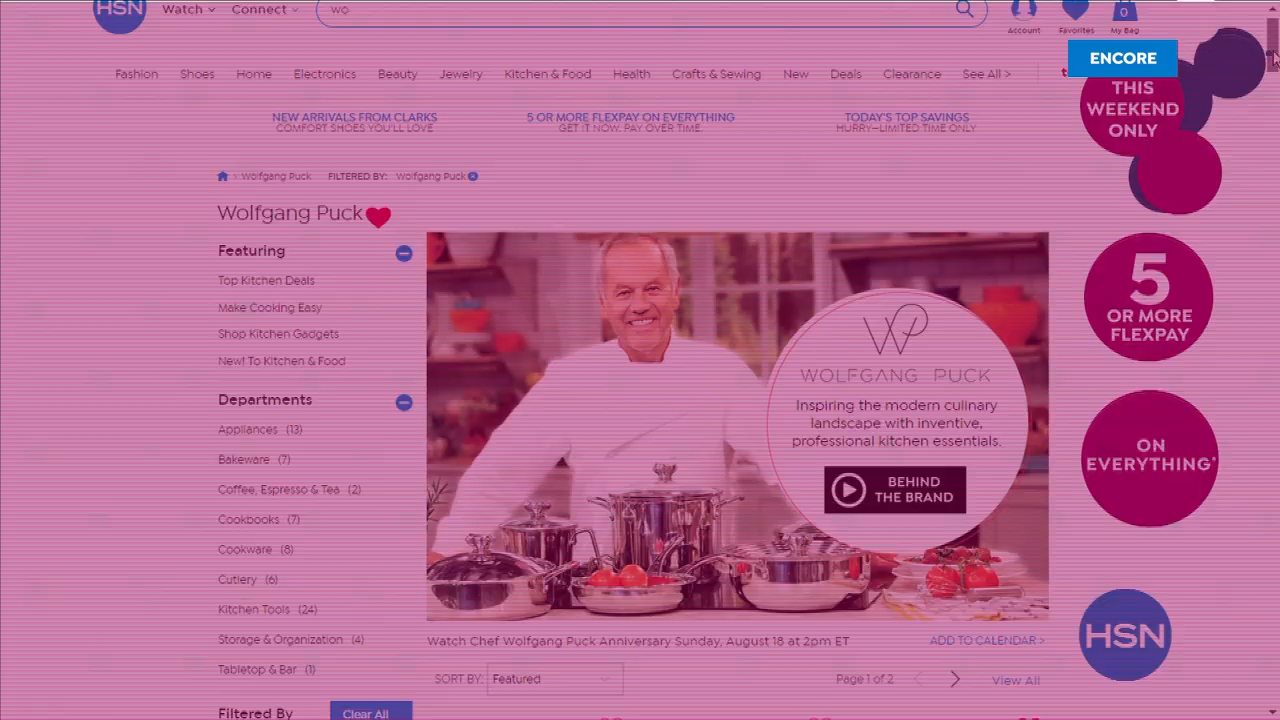 HSN
Watch
Connect
wo
Account
Favorites
0
My Bag
ENCORE
Fashion
Shoes
Home
Electronics
Beauty
Jewelry
Kitchen & Food
Health
Crafts & Sewing
New
Deals
Clearance
See All >
THIS
WEEKEND
ONLY
NEW ARRIVALS FROM CLARKS
COMFORT SHOES YOU'LL LOVE
5 OR MORE FLEXPAY ON EVERYTHING
GET IT NOW. PAY OVER TIME.
TODAY'S TOP SAVINGS
HURRY—LIMITED TIME ONLY
> Wolfgang Puck
FILTERED BY: Wolfgang Puck
Wolfgang Puck
Featuring
Top Kitchen Deals
Make Cooking Easy
Shop Kitchen Gadgets
New! To Kitchen & Food
Departments
Appliances (13)
Bakeware (7)
Coffee, Espresso & Tea (2)
Cookbooks (7)
Cookware (8)
Cutlery (6)
Kitchen Tools (24)
Storage & Organization (4)
Tabletop & Bar (1)
Filtered By
Clear All
WP
WOLFGANG PUCK
Inspiring the modern culinary
landscape with inventive,
professional kitchen essentials.
BEHIND
THE BRAND
Watch Chef Wolfgang Puck Anniversary Sunday, August 18 at 2pm ET
ADD TO CALENDAR >
SORT BY: Featured
Page 1 of 2
View All
5
OR MORE
FLEXPAY
ON
EVERYTHING*
HSN